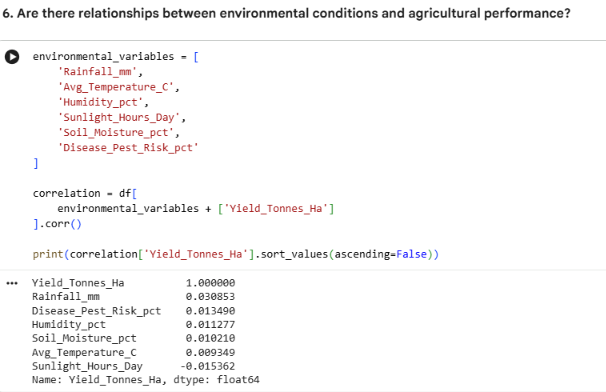 6. Are there relationships between environmental conditions and agricultural performance?
environmental_variables = [
    'Rainfall_mm',
    'Avg_Temperature_C',
    'Humidity_pct',
    'Sunlight_Hours_Day',
    'Soil_Moisture_pct',
    'Disease_Pest_Risk_pct'
]
correlation = df[
    environmental_variables + ['Yield_Tonnes_Ha']
].corr()
print(correlation['Yield_Tonnes_Ha'].sort_values(ascending=False))
... Yield_Tonnes_Ha          1.000000
Rainfall_mm              0.030853
Disease_Pest_Risk_pct    0.013490
Humidity_pct             0.011277
Soil_Moisture_pct        0.010210
Avg_Temperature_C        0.009349
Sunlight_Hours_Day      -0.015362
Name: Yield_Tonnes_Ha, dtype: float64